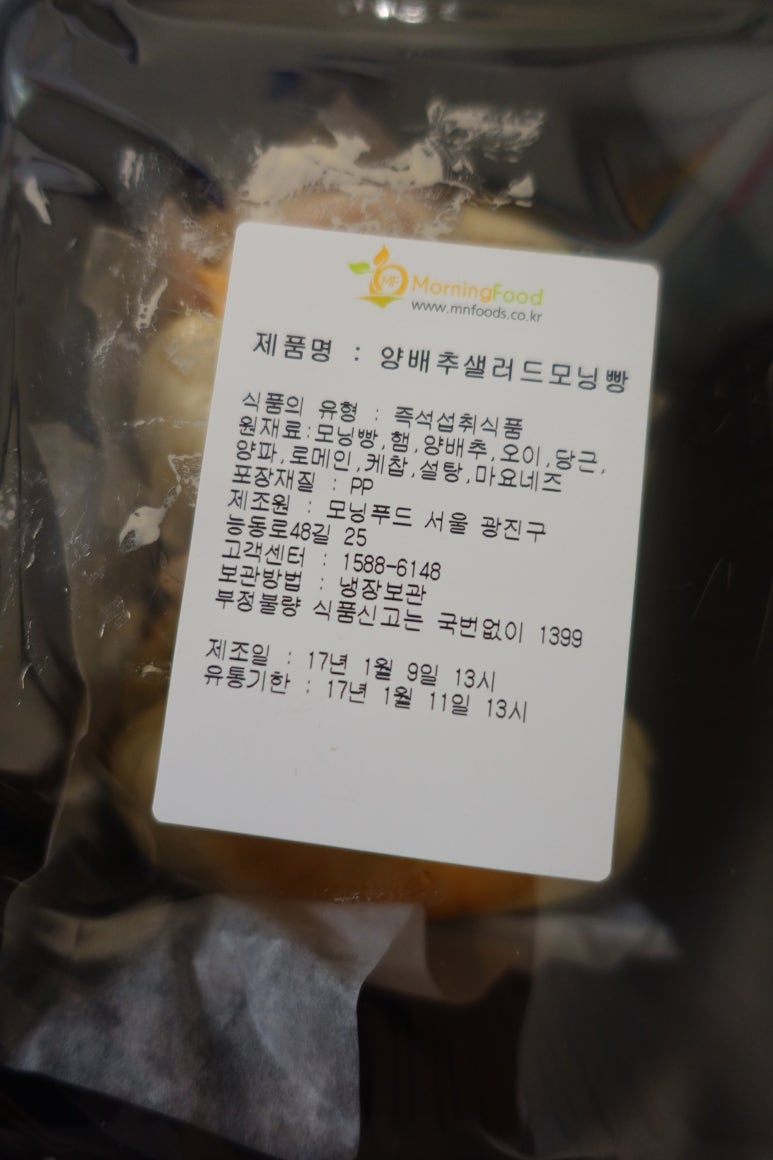 MF MorningFood
www.mnfoods.co.kr
제품명 : 양배추샐러드모닝빵
식품의 유형 : 즉석섭취식품
원재료:모닝빵,햄,양배추,오이,당근,
양파,로메인,케찹,설탕,마요네즈
포장재질 : PP
제조원 : 모닝푸드 서울 광진구
능동로48길 25
고객센터 : 1588-6148
보관방법 : 냉장보관
부정불량 식품신고는 국번없이 1399
제조일 : 17년 1월 9일 13시
유통기한 : 17년 1월 11일 13시